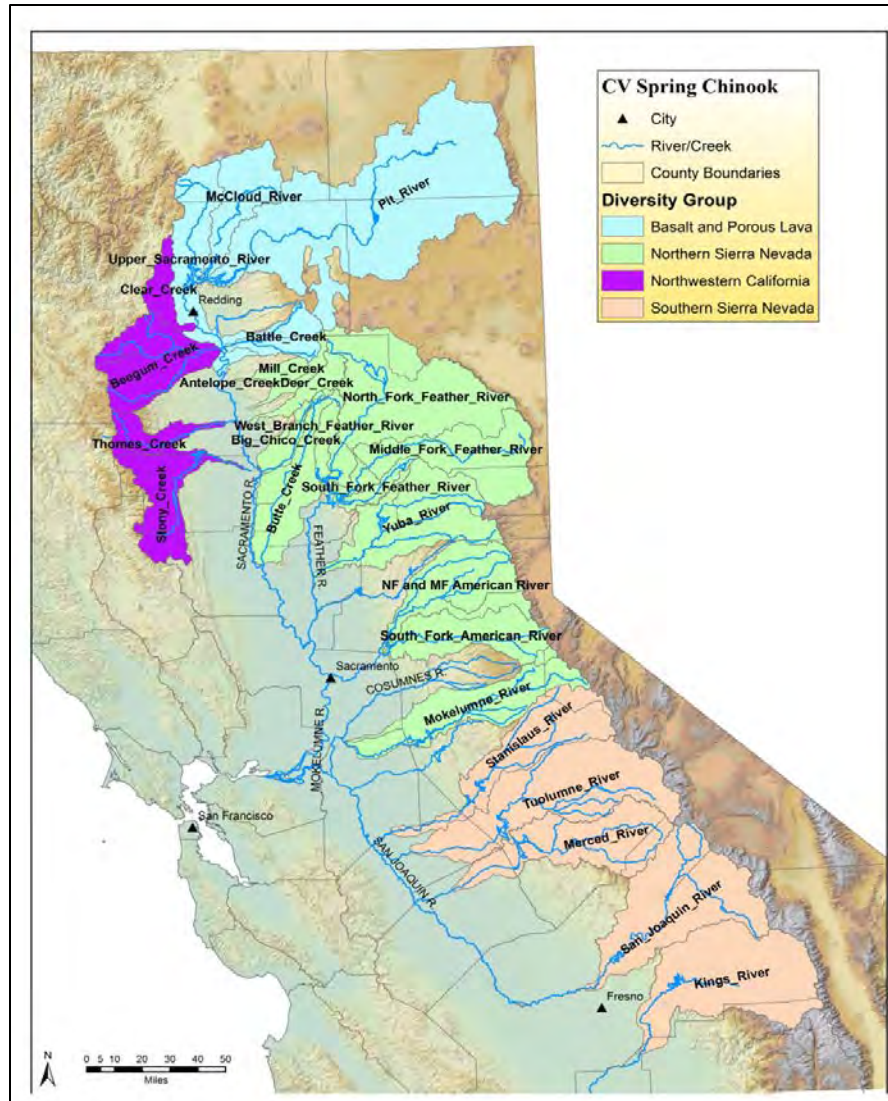 CV Spring Chinook
City
River/Creek
County Boundaries
Diversity Group
Basalt and Porous Lava
Northern Sierra Nevada
Northwestern California
Southern Sierra Nevada
McCloud_River
Pit_River
Upper_Sacramento_River
Clear_Creek
Redding
Battle_Creek
Beegum_Creek
Mill_Creek
Antelope_Creek
Deer_Creek
North_Fork_Feather_River
West_Branch_Feather_River
Big_Chico_Creek
Thomes_Creek
Middle_Fork_Feather_River
South_Fork_Feather_River
Stony_Creek
Butte_Creek
SACRAMENTO R.
FEATHER R.
Yuba_River
NF and MF American River
South_Fork_American_River
Sacramento
COSUMNES R.
Mokelumne_River
MOKELUMNE R.
Stanislaus_River
Tuolumne_River
San Francisco
Merced_River
SAN JOAQUIN R.
San_Joaquin_River
Kings_River
Fresno
N
0 5 10 20 30 40 50
Miles